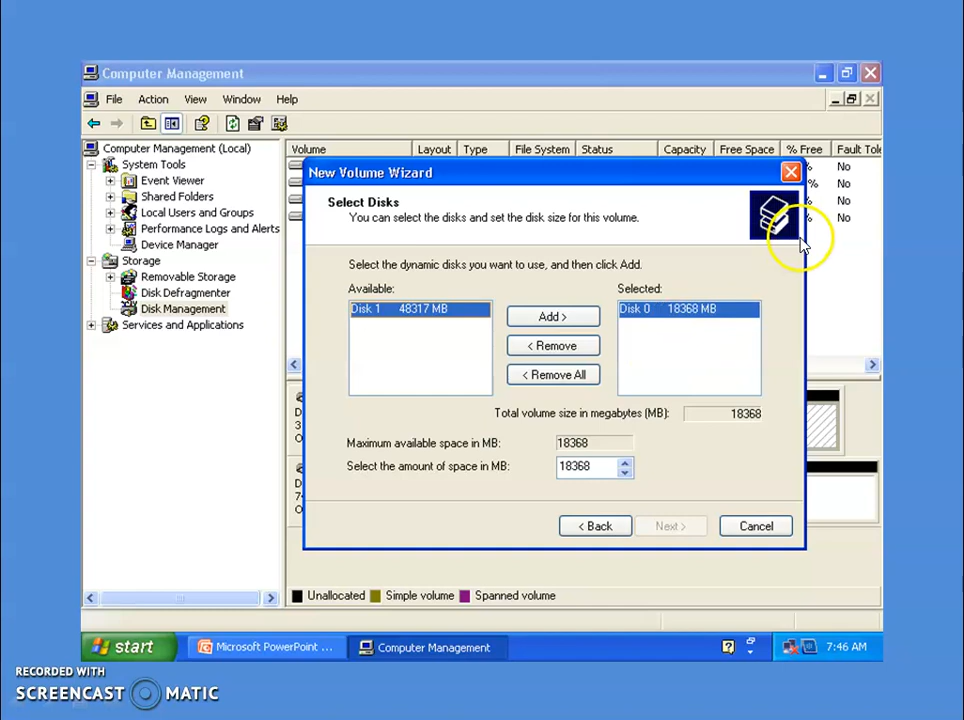 Computer Management
File Action View Window Help
Computer Management (Local)
System Tools
Event Viewer
Shared Folders
Local Users and Groups
Performance Logs and Alerts
Device Manager
Storage
Removable Storage
Disk Defragmenter
Disk Management
Services and Applications
Volume Layout Type File System Status Capacity Free Space % Free Fault Tole
% No
% No
% No
% No
New Volume Wizard
Select Disks
You can select the disks and set the disk size for this volume.
Select the dynamic disks you want to use, and then click Add.
Available: Selected:
Disk 1 48317 MB
Add >
Disk 0 18368 MB
< Remove
< Remove All
Total volume size in megabytes (MB): 18368
Maximum available space in MB: 18368
Select the amount of space in MB: 18368
< Back Next > Cancel
D
3
O
D
O
Unallocated Simple volume Spanned volume
start Microsoft PowerPoint ... Computer Management 7:46 AM
RECORDED WITH
SCREENCAST MATIC